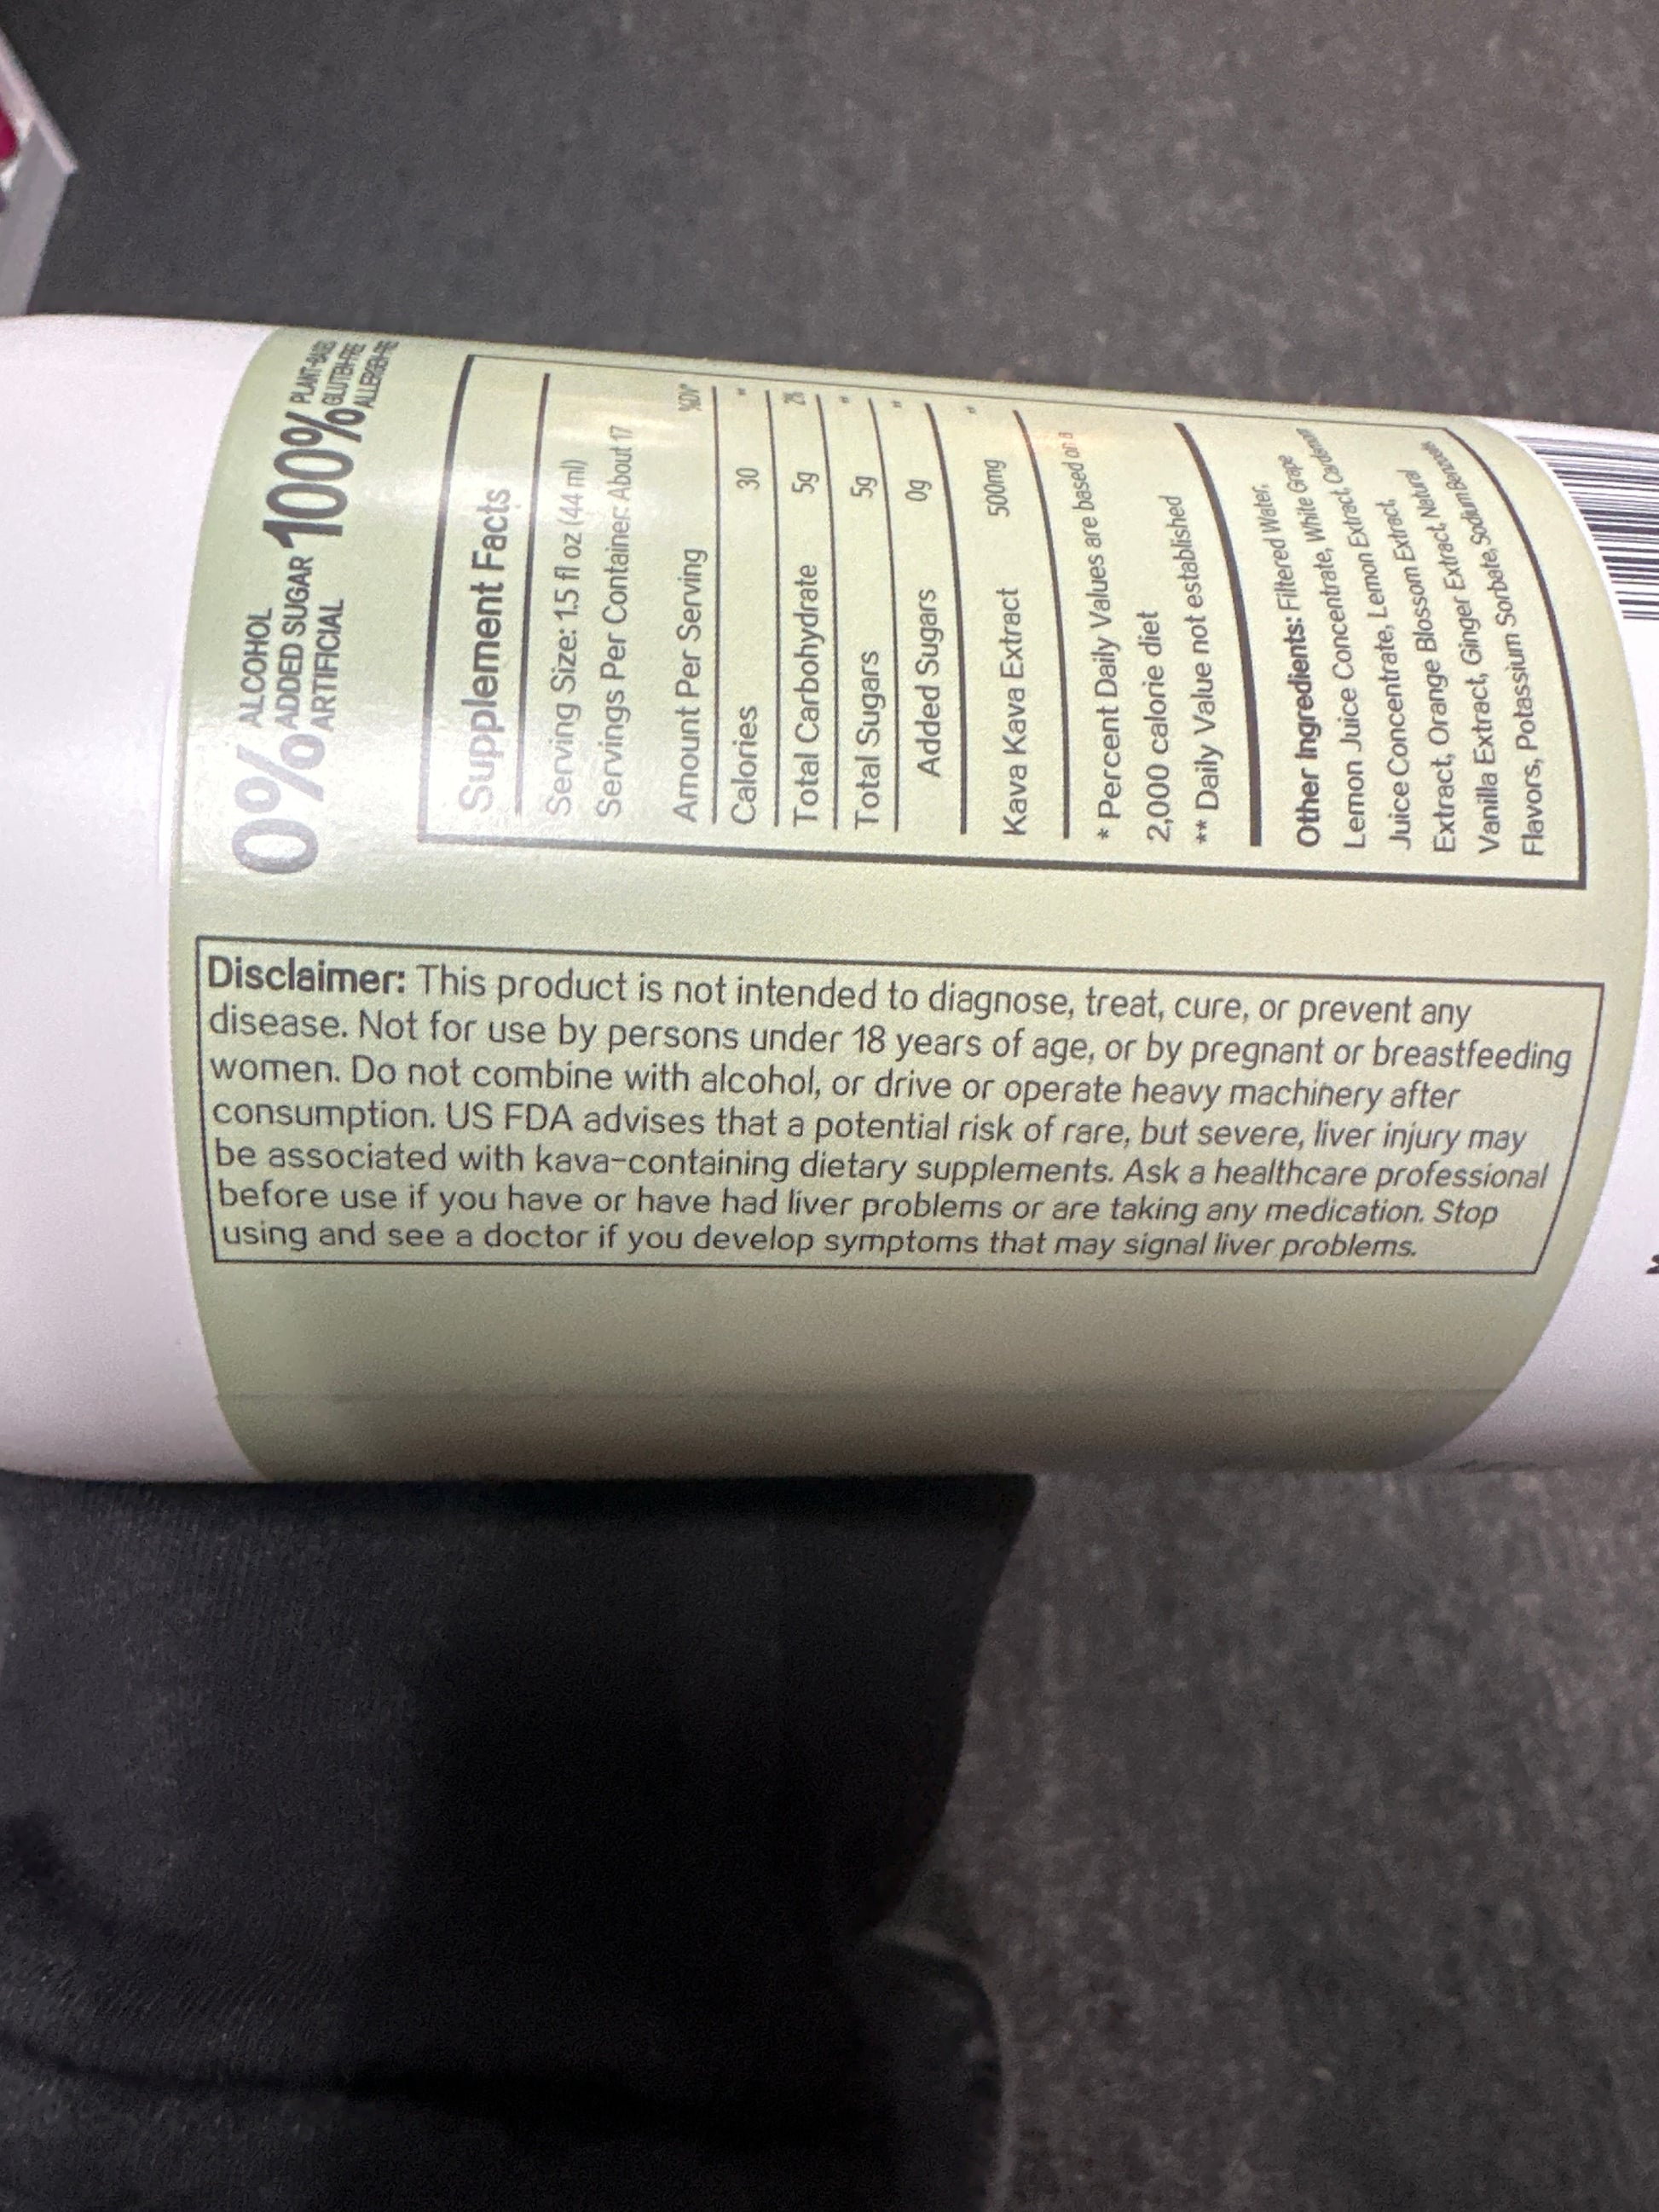 0% ALCOHOL
ADDED SUGAR
ARTIFICIAL
100% PLANT-BASED
GLUTEN-FREE
ALLERGEN-FREE
Supplement Facts
Serving Size: 1.5 fl oz (44 ml)
Servings Per Container: About 17
Amount Per Serving %DV*
Calories 30 **
Total Carbohydrate 5g 2%
Total Sugars 5g **
Added Sugars 0g **
Kava Kava Extract 500mg **
* Percent Daily Values are based on a
2,000 calorie diet
** Daily Value not established
Other Ingredients: Filtered Water,
Lemon Juice Concentrate, White Grape
Juice Concentrate, Lemon Extract, Cardamom
Extract, Orange Blossom Extract,
Vanilla Extract, Ginger Extract, Natural
Flavors, Potassium Sorbate, Sodium Benzoate
Disclaimer: This product is not intended to diagnose, treat, cure, or prevent any
disease. Not for use by persons under 18 years of age, or by pregnant or breastfeeding
women. Do not combine with alcohol, or drive or operate heavy machinery after
consumption. US FDA advises that a potential risk of rare, but severe, liver injury may
be associated with kava-containing dietary supplements. Ask a healthcare professional
before use if you have or have had liver problems or are taking any medication. Stop
using and see a doctor if you develop symptoms that may signal liver problems.